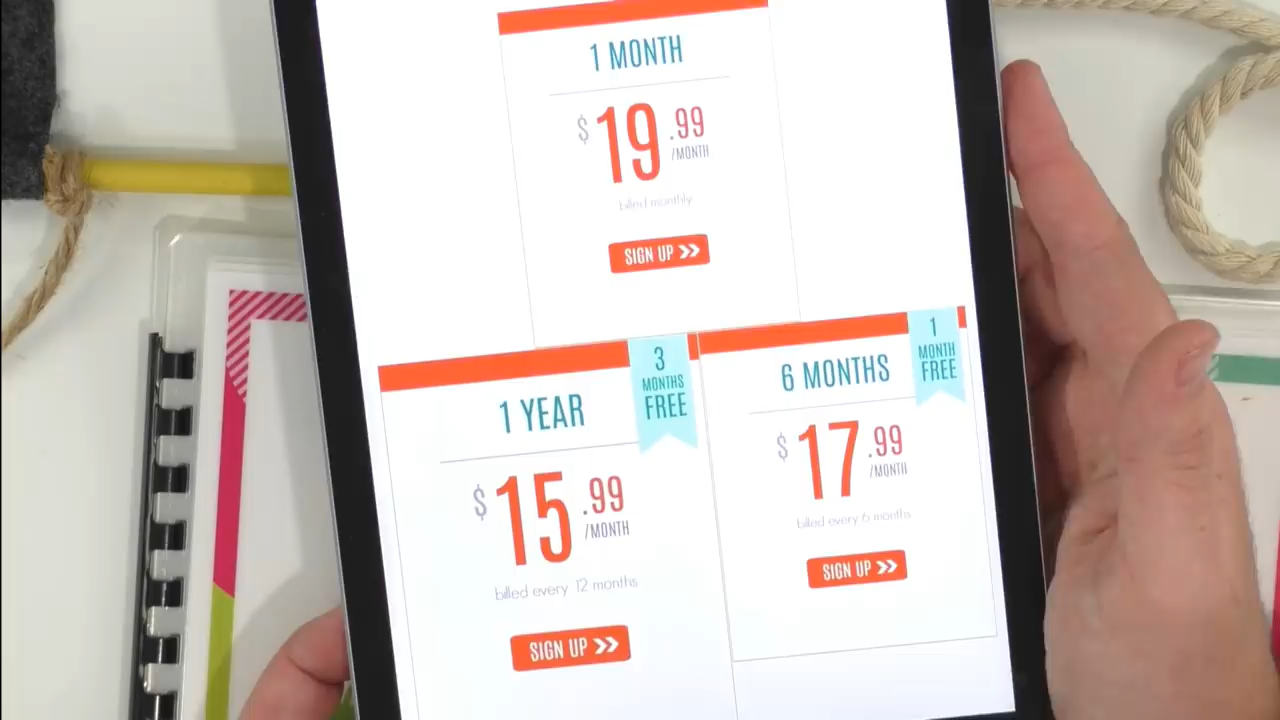 1 MONTH
$ 19 .99
/MONTH
billed monthly
SIGN UP >>
1 YEAR
3
MONTHS
FREE
$ 15 .99
/MONTH
billed every 12 months
SIGN UP >>
6 MONTHS
1
MONTH
FREE
$ 17 .99
/MONTH
billed every 6 months
SIGN UP >>